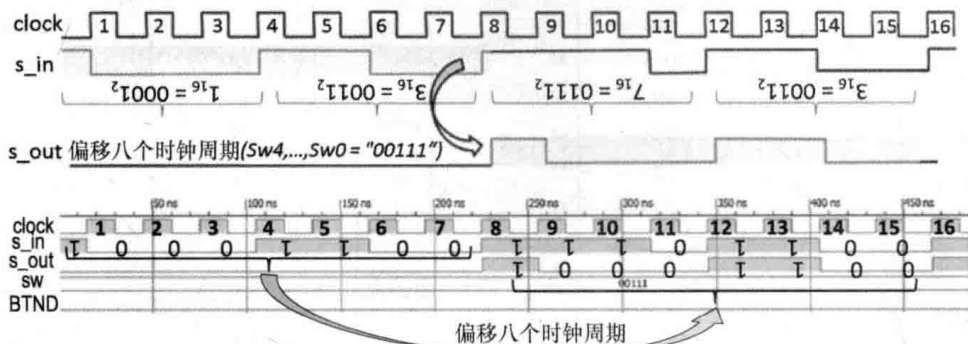 clock 1 2 3 4 5 6 7 8 9 10 11 12 13 14 15 16
s_in
1₁₆ = 0001₂ 3₁₆ = 0011₂ 7₁₆ = 0111₂ 3₁₆ = 0011₂
s_out 偏移八个时钟周期(Sw4,...,Sw0 = "00111")
50 ns 100 ns 150 ns 200 ns 250 ns 300 ns 350 ns 400 ns 450 ns
clock 1 2 3 4 5 6 7 8 9 10 11 12 13 14 15 16
s_in 1 0 0 0 1 1 0 0 1 1 1 0 1 1 0 0
s_out 1 0 0 0 1 1 0 0
sw 00111
BTND
偏移八个时钟周期